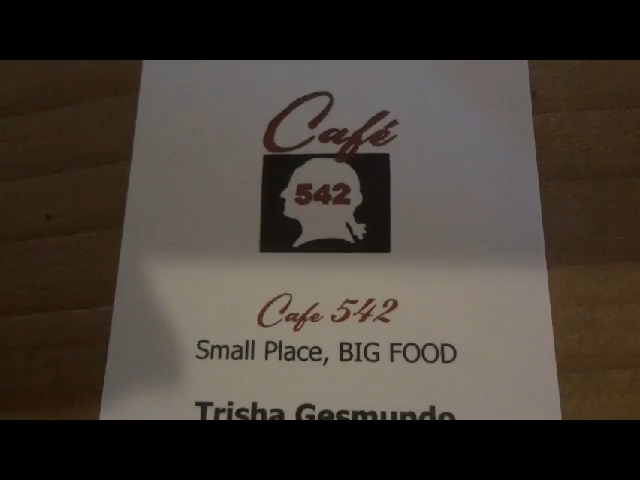 Café
542
Cafe 542
Small Place, BIG FOOD
Trisha Gesmundo